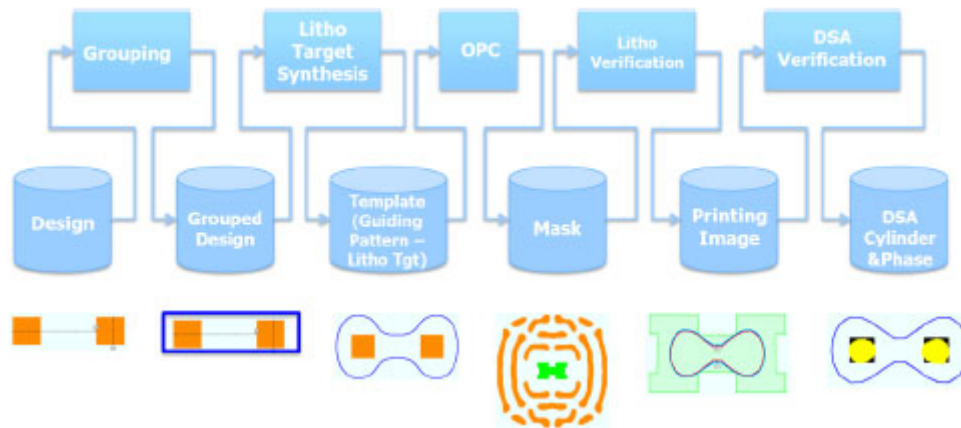 Grouping
Litho
Target
Synthesis
OPC
Litho
Verification
DSA
Verification
Design
Grouped
Design
Template
(Guiding
Pattern –
Litho Tgt)
Mask
Printing
Image
DSA
Cylinder
&Phase